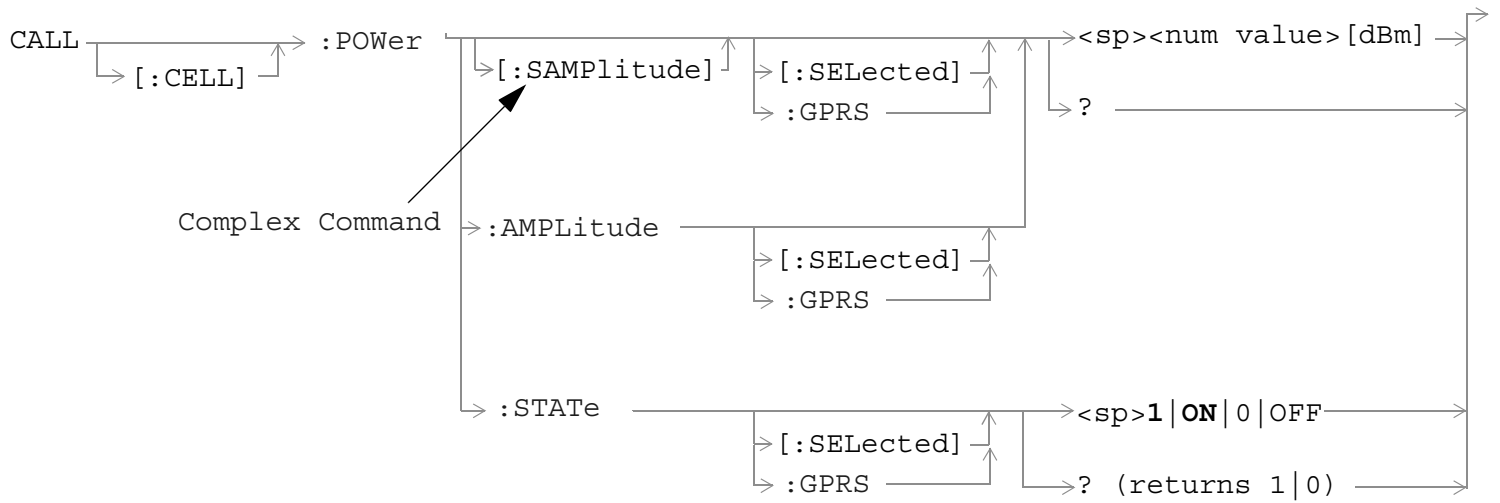 CALL :POWer <sp><num value>[dBm]
[:CELL] [:SAMPlitude] [:SELected]
:GPRS ?
Complex Command :AMPLitude
[:SELected]
:GPRS
:STATe <sp>1|ON|0|OFF
[:SELected]
:GPRS ? (returns 1|0)